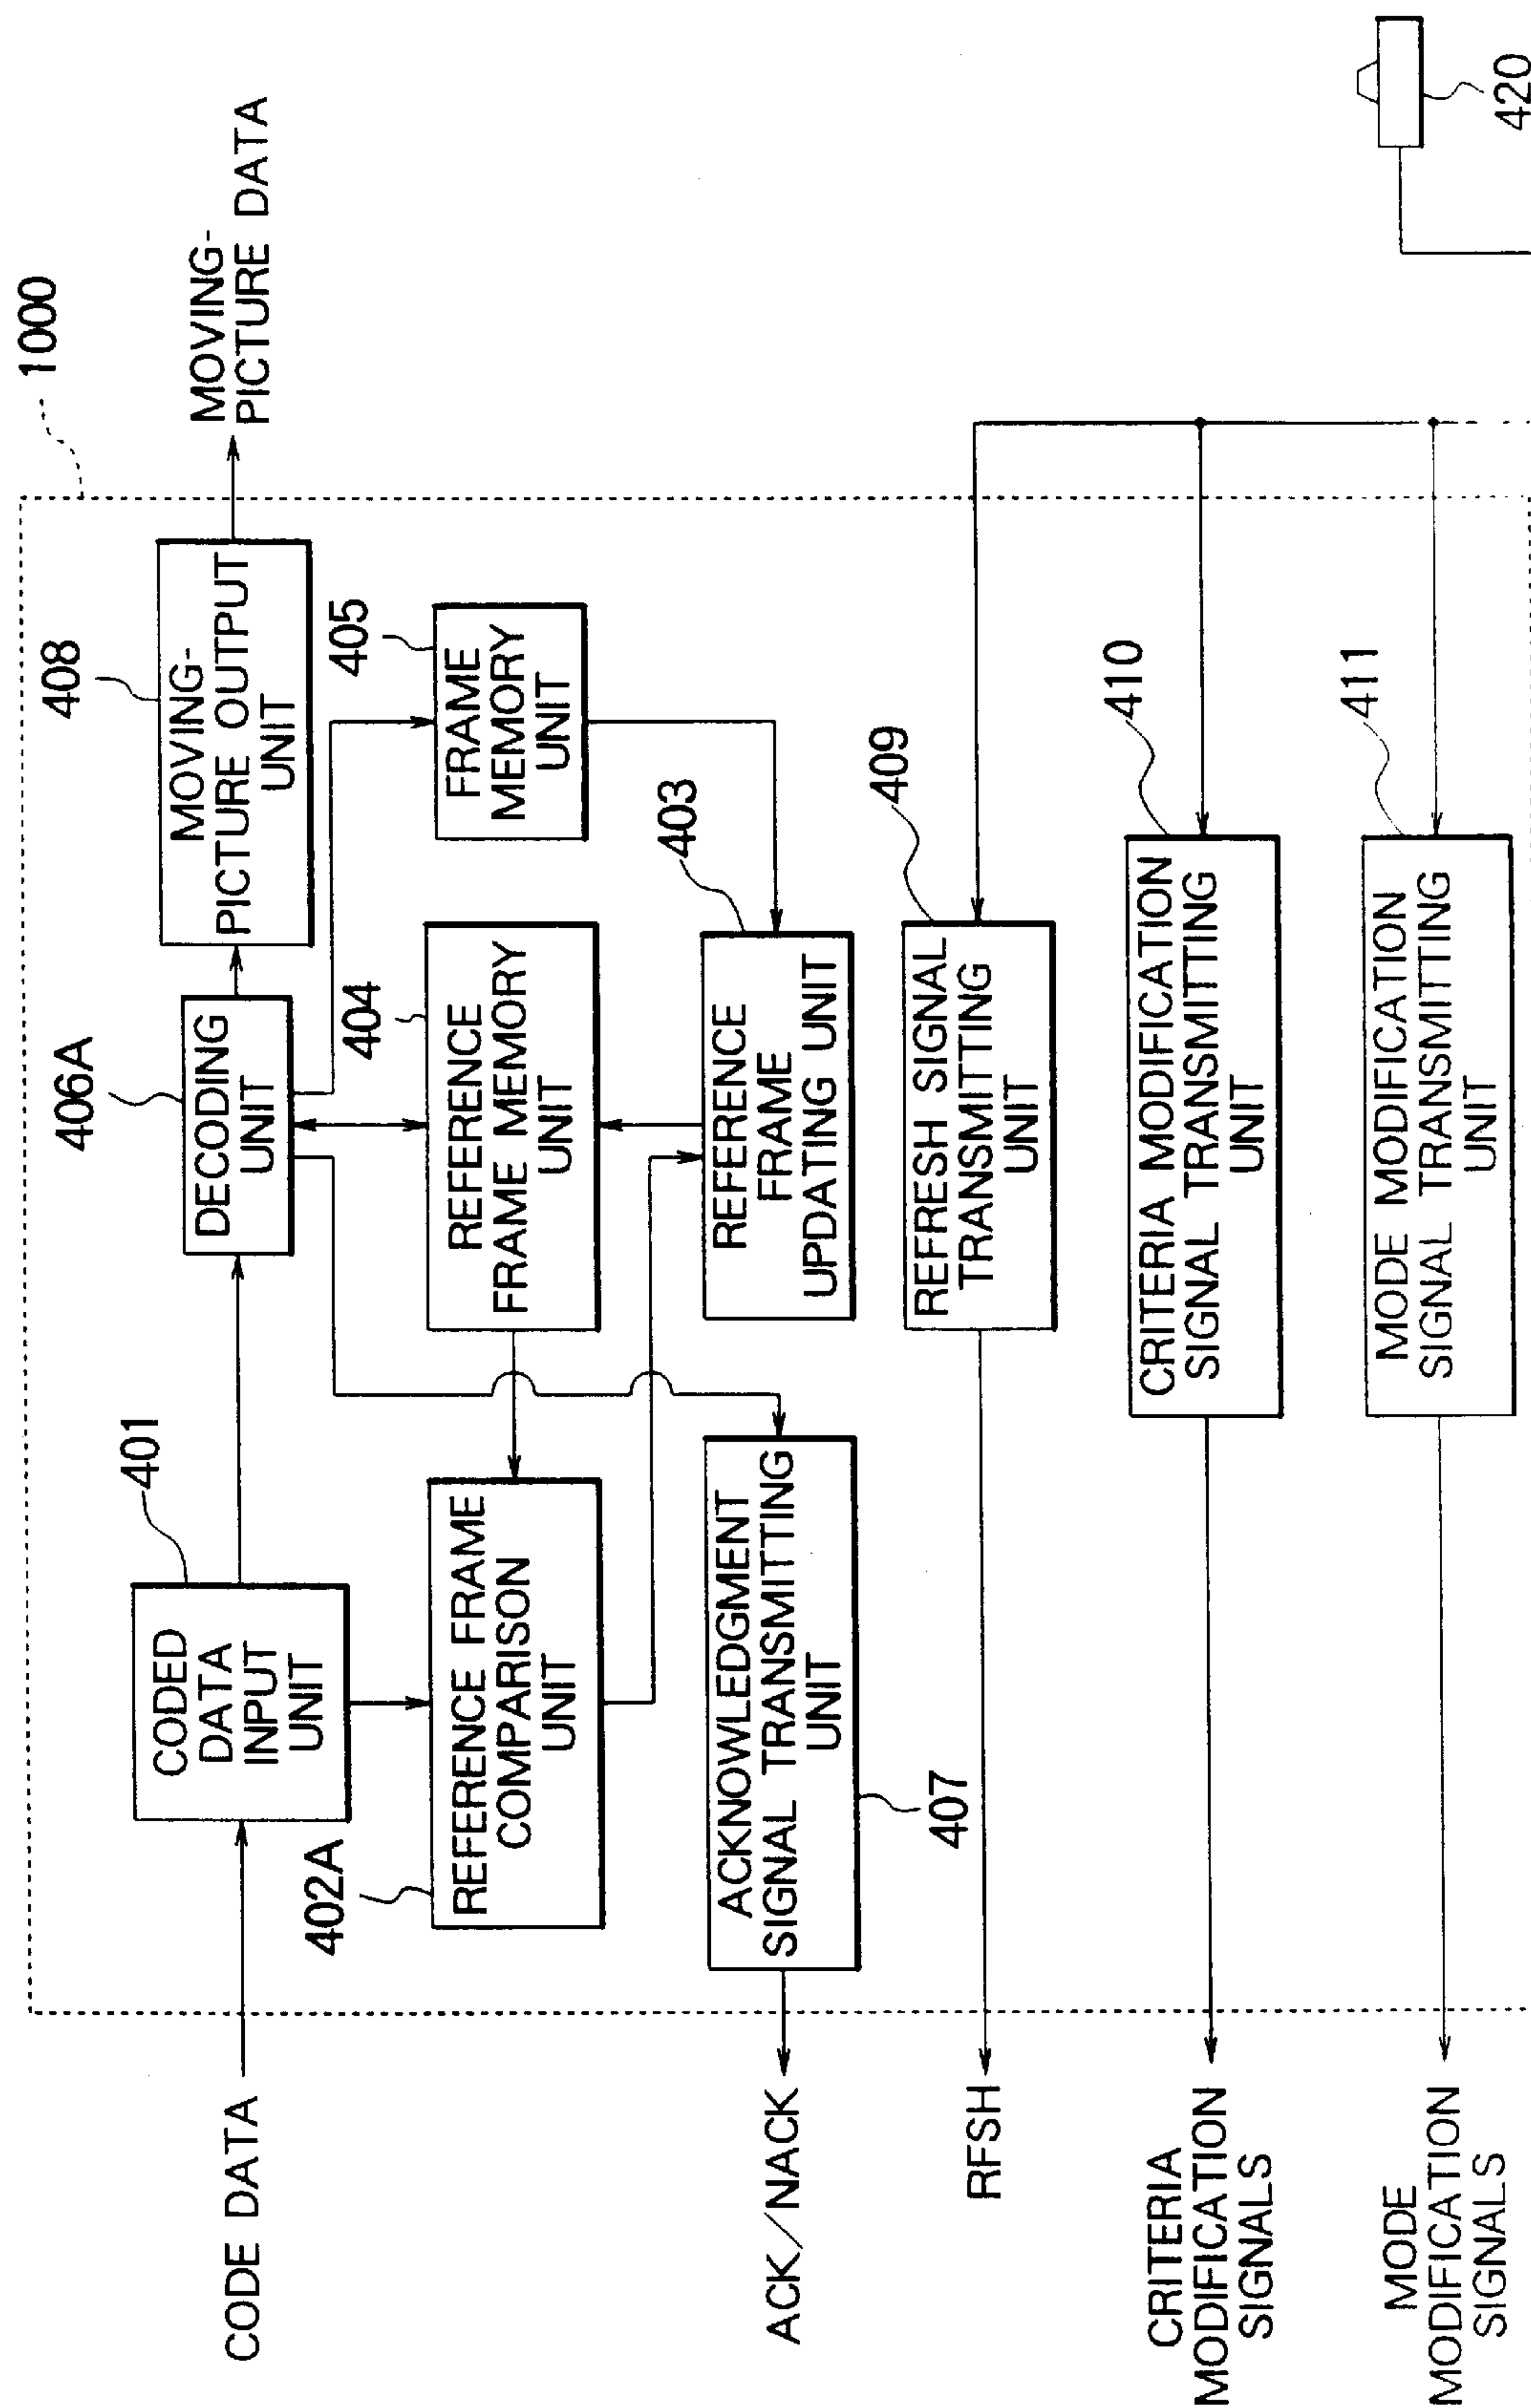 1000
408
MOVING-
PICTURE OUTPUT
UNIT
MOVING-
PICTURE DATA
406A
DECODING
UNIT
401
CODED
DATA
INPUT
UNIT
CODE DATA
405
FRAME
MEMORY
UNIT
404
REFERENCE
FRAME MEMORY
UNIT
402A
REFERENCE FRAME
COMPARISON
UNIT
403
REFERENCE
FRAME
UPDATING UNIT
ACKNOWLEDGMENT
SIGNAL TRANSMITTING
UNIT
407
ACK/NACK
409
REFRESH SIGNAL
TRANSMITTING
UNIT
RFSH
410
CRITERIA MODIFICATION
SIGNAL TRANSMITTING
UNIT
CRITERIA
MODIFICATION
SIGNALS
411
MODE MODIFICATION
SIGNAL TRANSMITTING
UNIT
MODE
MODIFICATION
SIGNALS
420